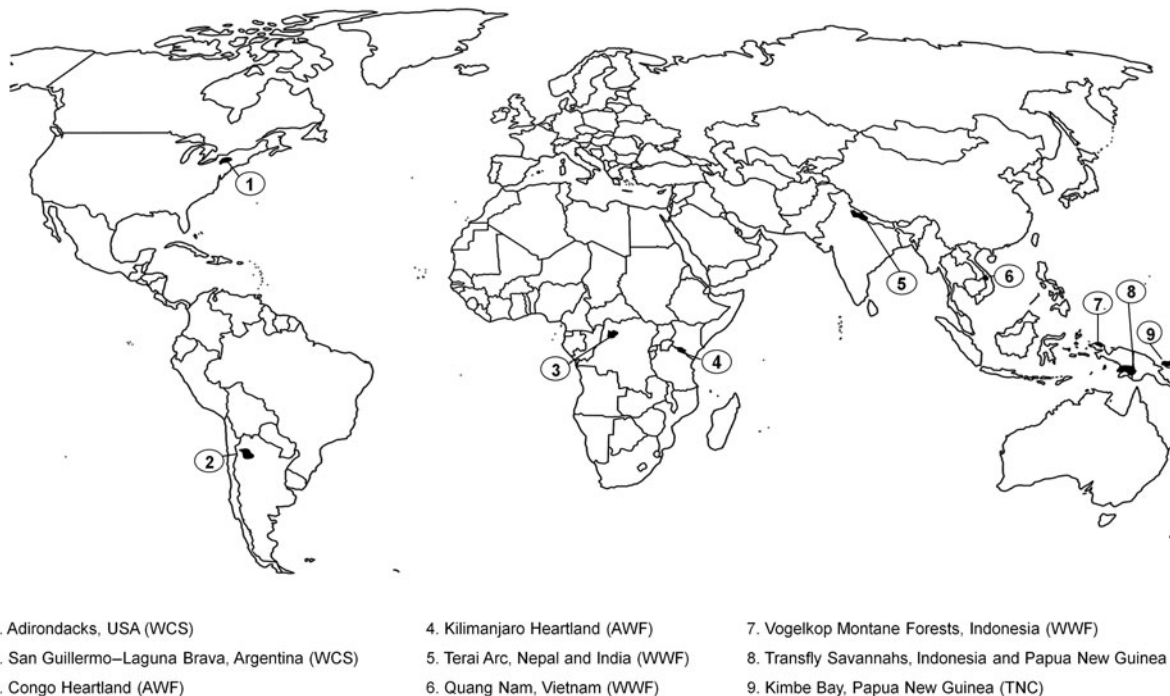 1
2
3
4
5
6
7
8
9
. Adirondacks, USA (WCS)
. San Guillermo–Laguna Brava, Argentina (WCS)
. Congo Heartland (AWF)
4. Kilimanjaro Heartland (AWF)
5. Terai Arc, Nepal and India (WWF)
6. Quang Nam, Vietnam (WWF)
7. Vogelkop Montane Forests, Indonesia (WWF)
8. Transfly Savannahs, Indonesia and Papua New Guinea
9. Kimbe Bay, Papua New Guinea (TNC)